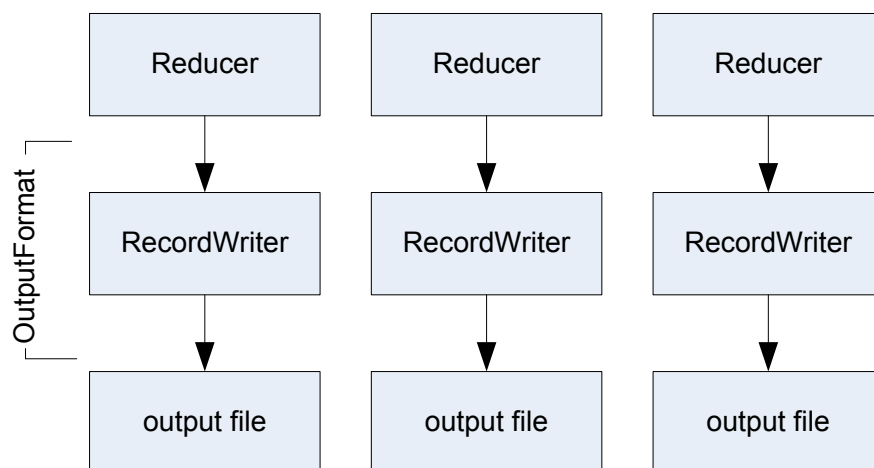 Reducer
Reducer
Reducer
OutputFormat
RecordWriter
RecordWriter
RecordWriter
output file
output file
output file